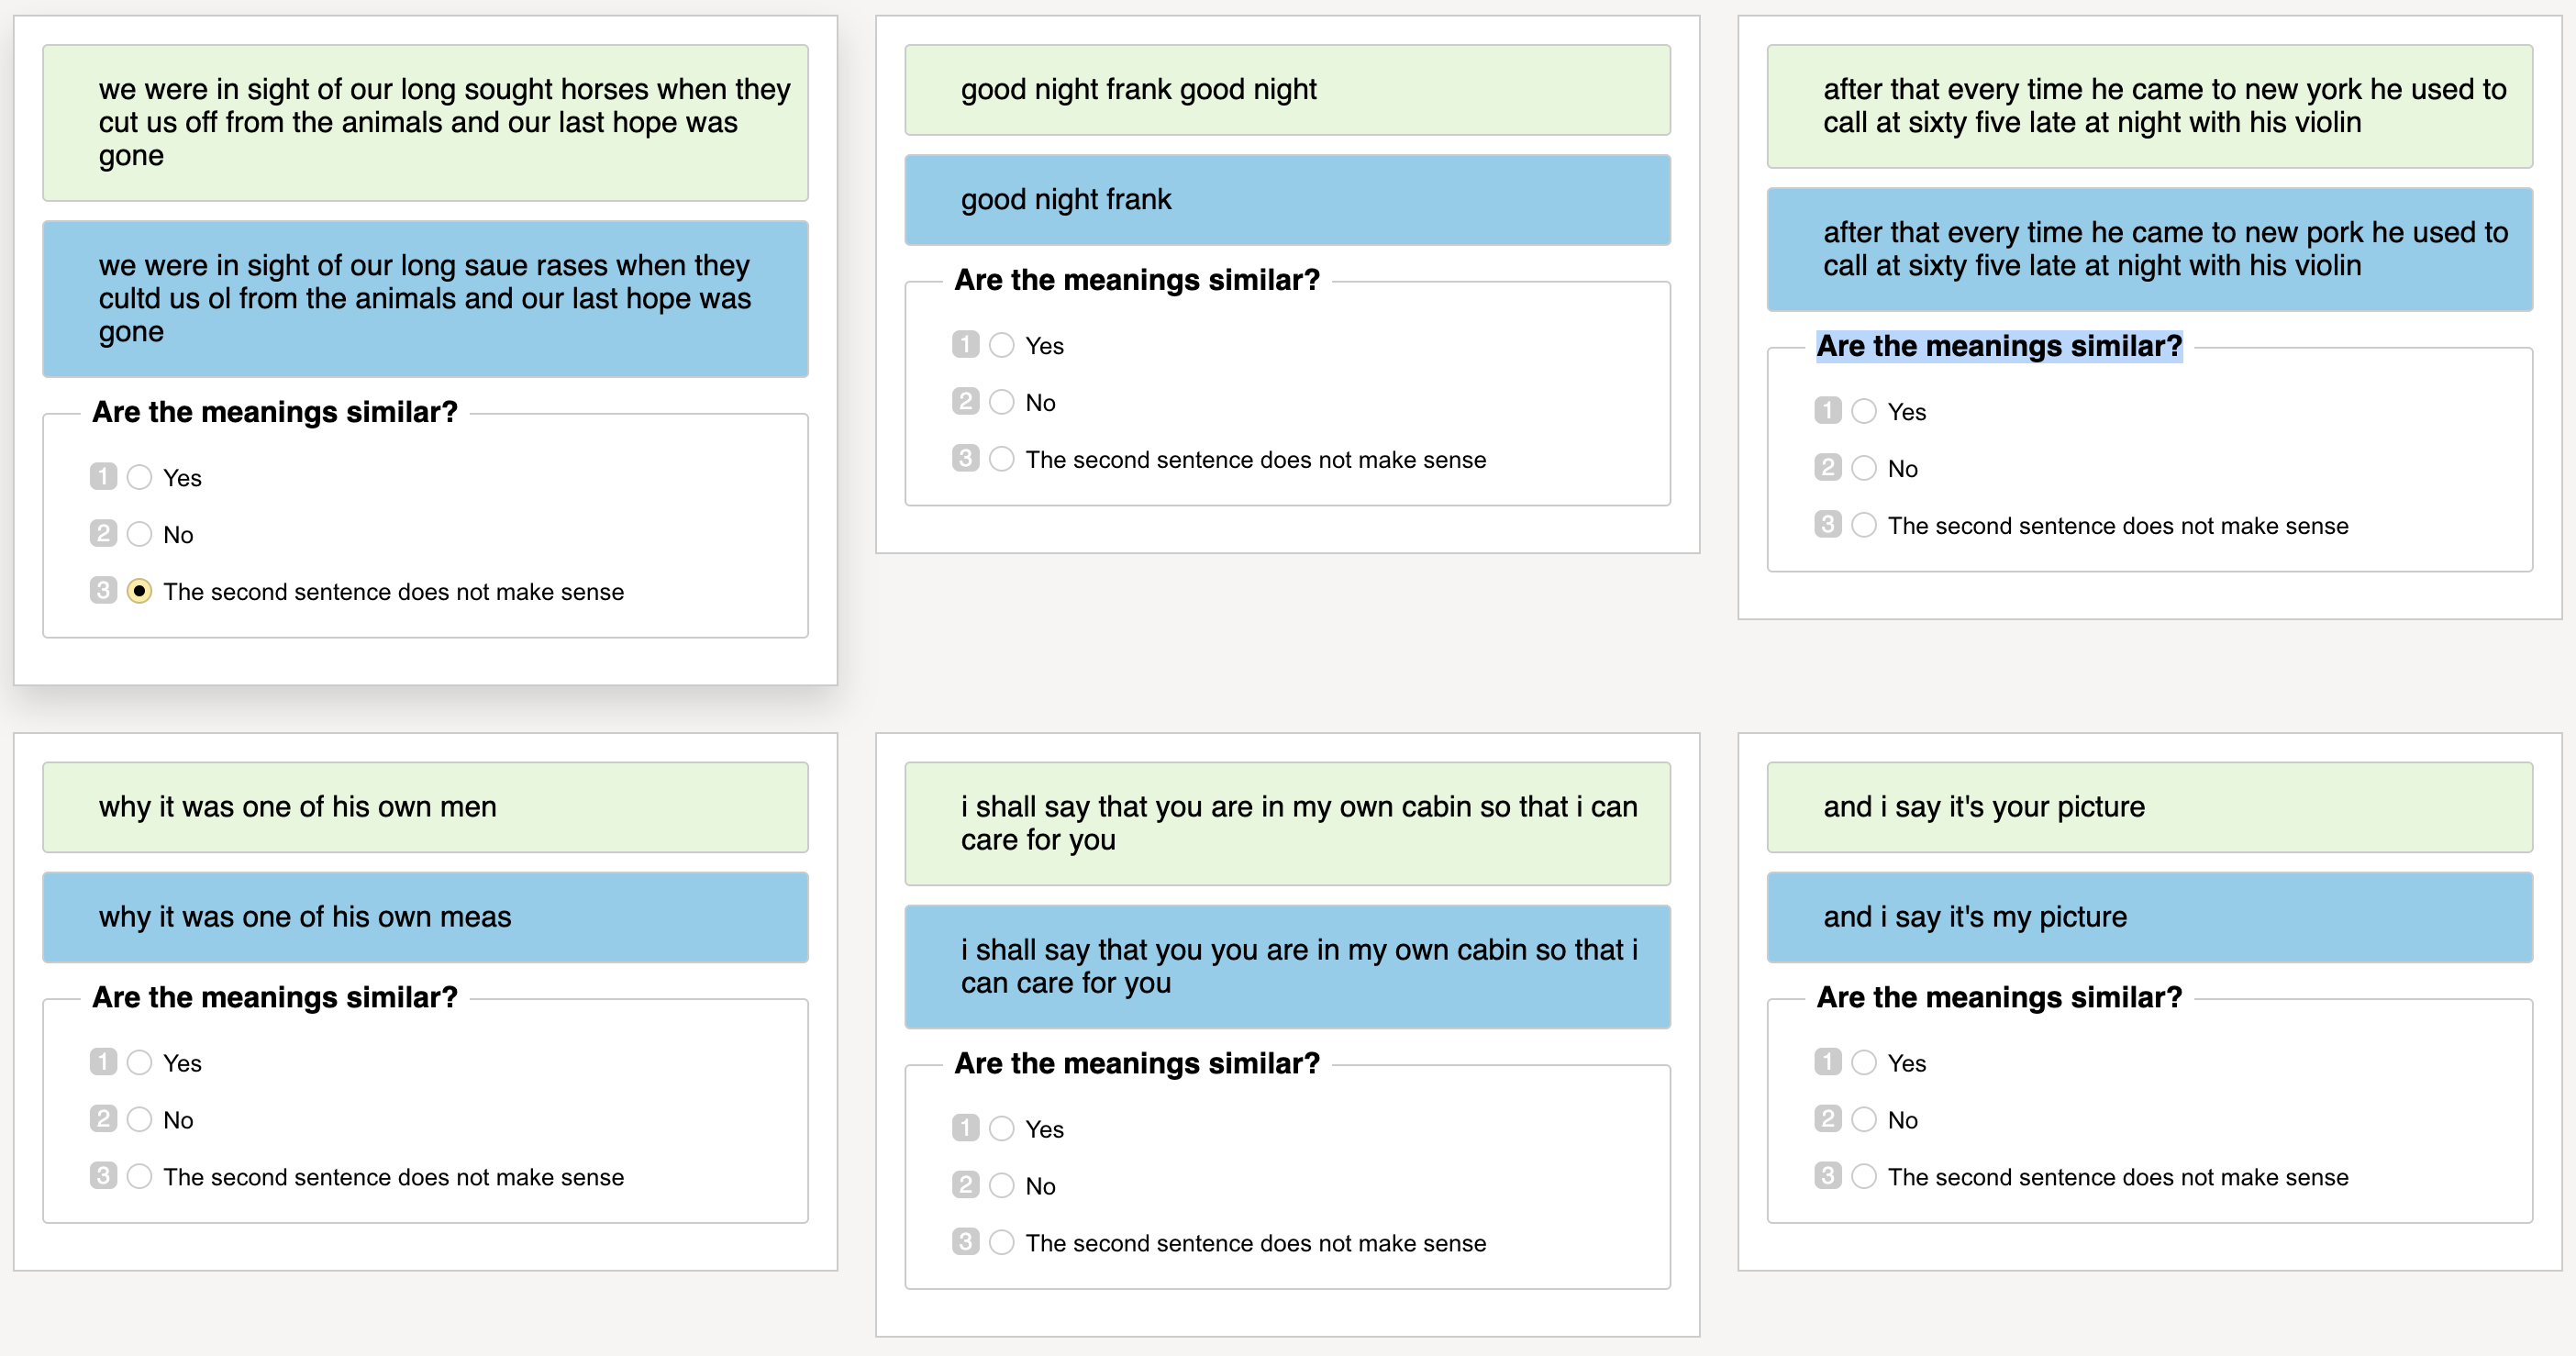 we were in sight of our long sought horses when they
cut us off from the animals and our last hope was
gone
we were in sight of our long saue rases when they
cultd us ol from the animals and our last hope was
gone
Are the meanings similar?
1 Yes
2 No
3 The second sentence does not make sense
good night frank good night
good night frank
Are the meanings similar?
1 Yes
2 No
3 The second sentence does not make sense
after that every time he came to new york he used to
call at sixty five late at night with his violin
after that every time he came to new pork he used to
call at sixty five late at night with his violin
Are the meanings similar?
1 Yes
2 No
3 The second sentence does not make sense
why it was one of his own men
why it was one of his own meas
Are the meanings similar?
1 Yes
2 No
3 The second sentence does not make sense
i shall say that you are in my own cabin so that i can
care for you
i shall say that you you are in my own cabin so that i
can care for you
Are the meanings similar?
1 Yes
2 No
3 The second sentence does not make sense
and i say it's your picture
and i say it's my picture
Are the meanings similar?
1 Yes
2 No
3 The second sentence does not make sense